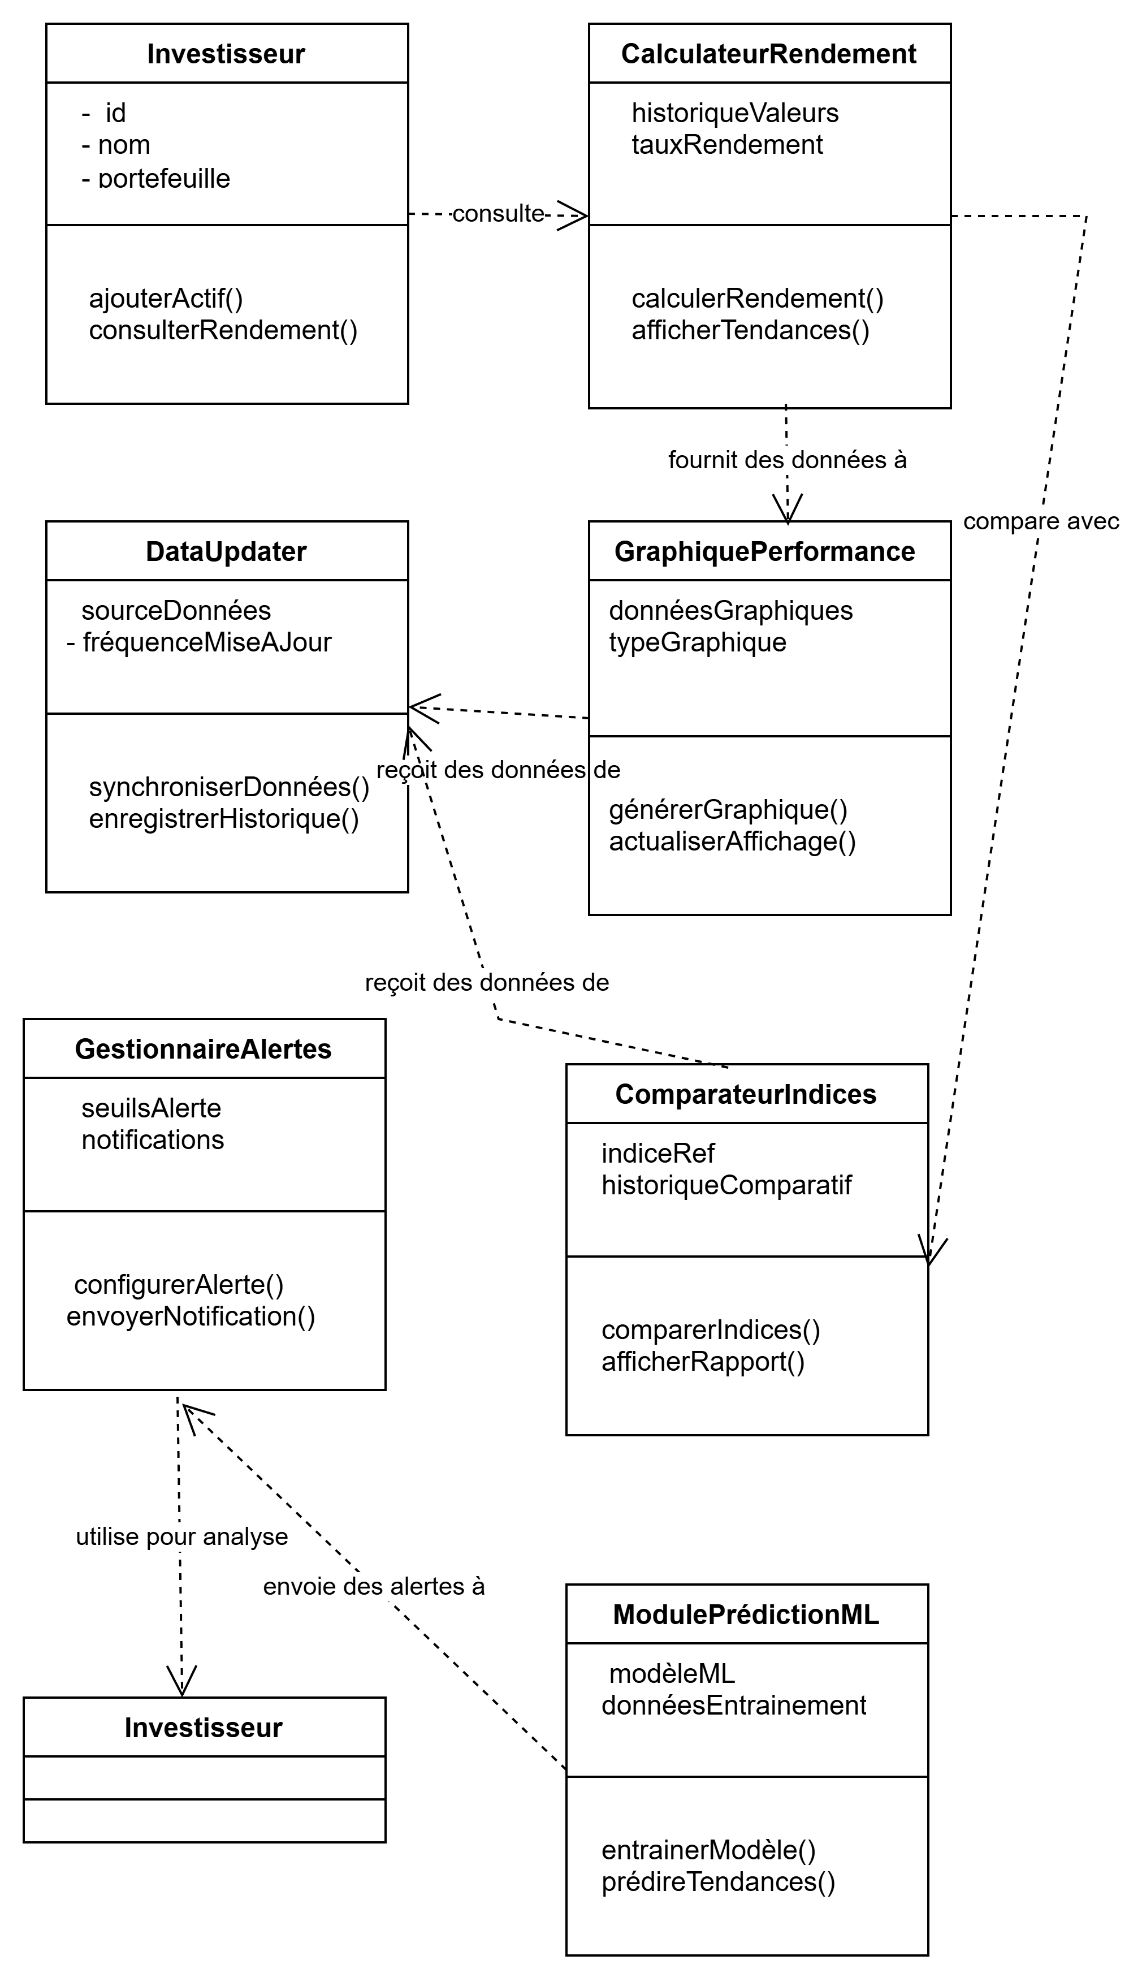 Investisseur
- id
- nom
- portefeuille
ajouterActif()
consulterRendement()
consulte
CalculateurRendement
historiqueValeurs
tauxRendement
calculerRendement()
afficherTendances()
fournit des données à
compare avec
DataUpdater
sourceDonnées
- fréquenceMiseAJour
synchroniserDonnées()
enregistrerHistorique()
GraphiquePerformance
donnéesGraphiques
typeGraphique
générerGraphique()
actualiserAffichage()
reçoit des données de
reçoit des données de
GestionnaireAlertes
seuilsAlerte
notifications
configurerAlerte()
envoyerNotification()
ComparateurIndices
indiceRef
historiqueComparatif
comparerIndices()
afficherRapport()
utilise pour analyse
envoie des alertes à
Investisseur
ModulePrédictionML
modèleML
donnéesEntrainement
entrainerModèle()
prédireTendances()